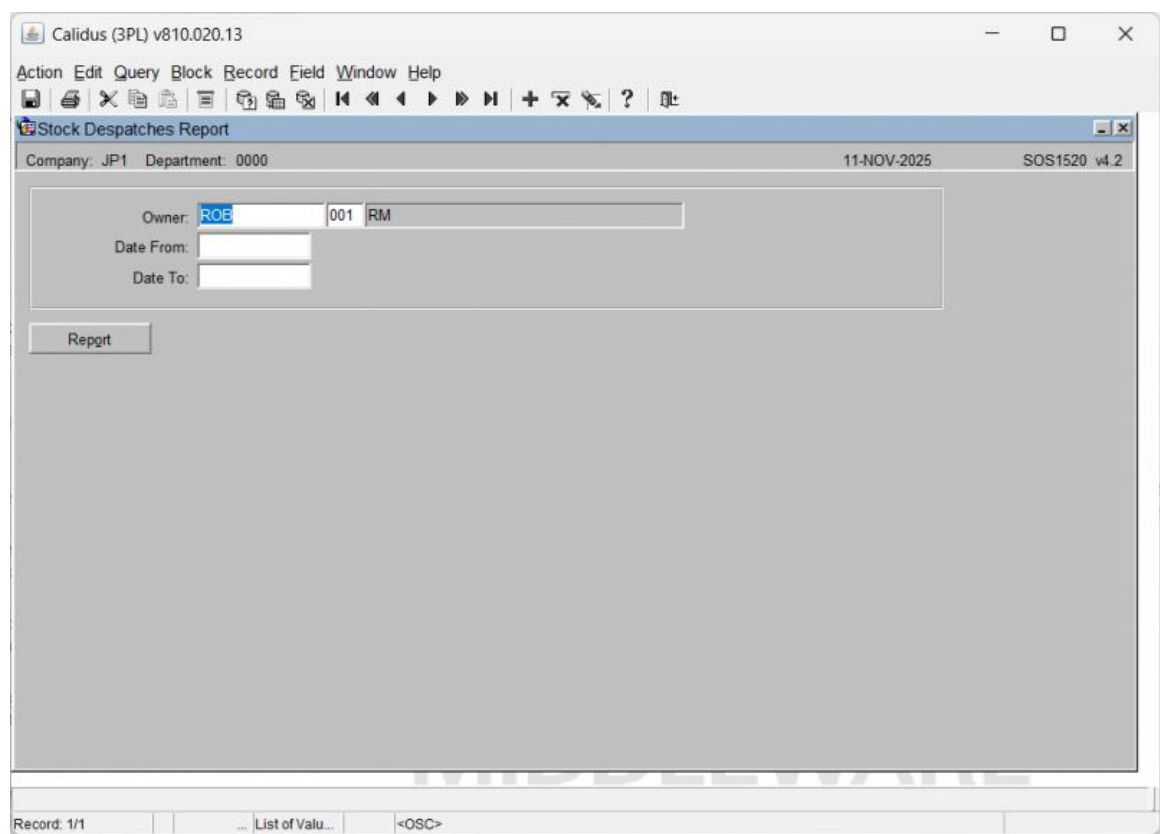 Calidus (3PL) v810.020.13
Action Edit Query Block Record Field Window Help
Stock Despatches Report
Company: JP1 Department: 0000 11-NOV-2025 SOS1520 v4.2
Owner: ROB 001 RM
Date From:
Date To:
Report
MIDDLEWARE
Record: 1/1 ... List of Valu... <OSC>